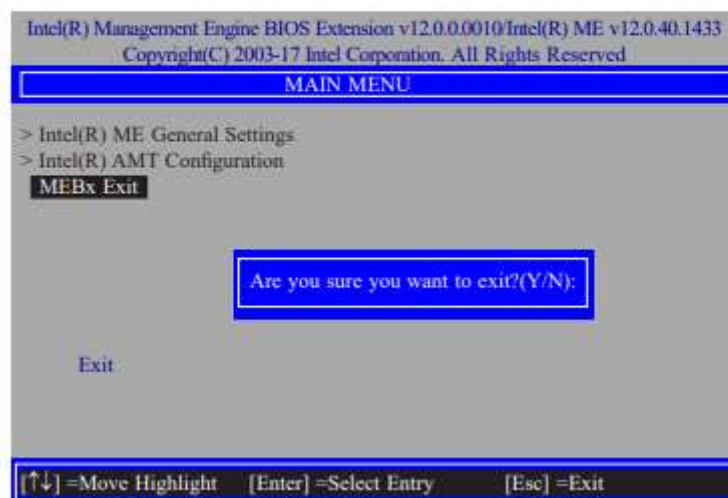 Intel(R) Management Engine BIOS Extension v12.0.0.0010/Intel(R) ME v12.0.40.1433
Copyright(C) 2003-17 Intel Corporation. All Rights Reserved
MAIN MENU
> Intel(R) ME General Settings
> Intel(R) AMT Configuration
MEBx Exit
Are you sure you want to exit?(Y/N):
Exit
[↑↓] =Move Highlight [Enter] =Select Entry [Esc] =Exit